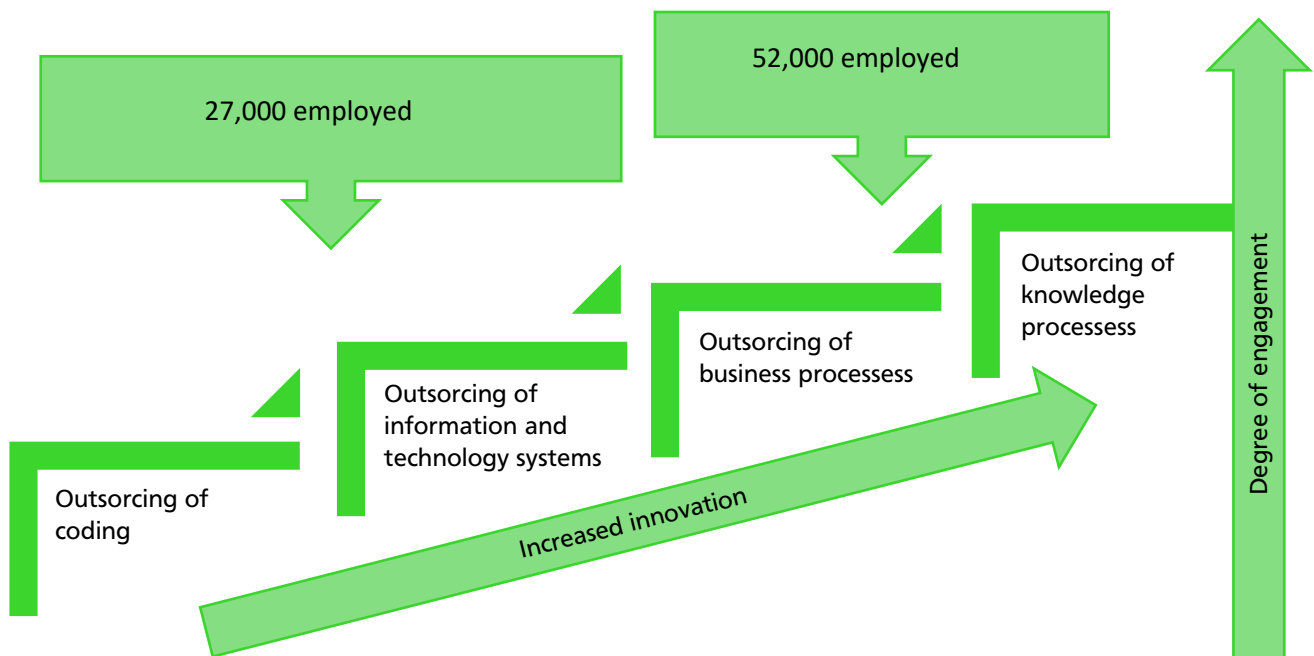 27,000 employed
52,000 employed
Outsorcing of
coding
Outsorcing of
information and
technology systems
Outsorcing of
business processess
Outsorcing of
knowledge
processess
Increased innovation
Degree of engagement